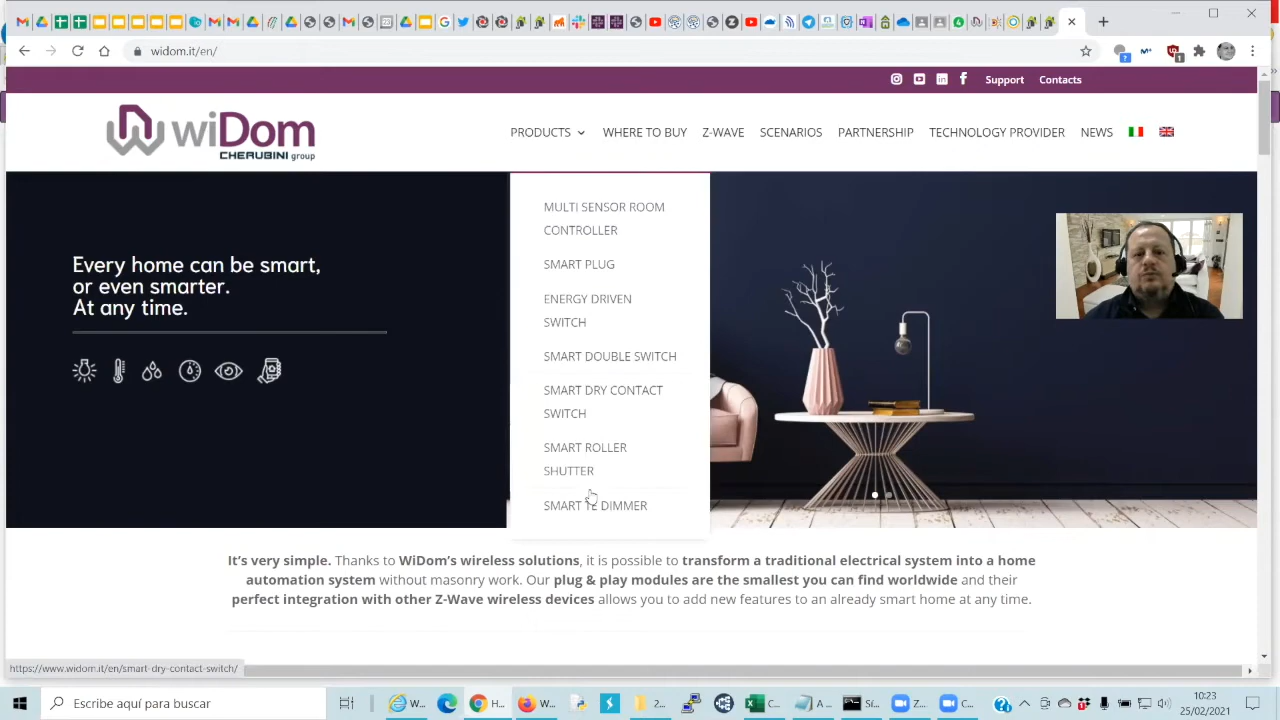 widom.it/en/
Support
Contacts
wiDom
CHERUBINI group
PRODUCTS
WHERE TO BUY
Z-WAVE
SCENARIOS
PARTNERSHIP
TECHNOLOGY PROVIDER
NEWS
MULTI SENSOR ROOM
CONTROLLER
SMART PLUG
ENERGY DRIVEN
SWITCH
SMART DOUBLE SWITCH
SMART DRY CONTACT
SWITCH
SMART ROLLER
SHUTTER
SMART TE DIMMER
Every home can be smart,
or even smarter.
At any time.
It's very simple. Thanks to WiDom's wireless solutions, it is possible to transform a traditional electrical system into a home
automation system without masonry work. Our plug & play modules are the smallest you can find worldwide and their
perfect integration with other Z-Wave wireless devices allows you to add new features to an already smart home at any time.
https://www.widom.it/en/smart-dry-contact-switch/
Escribe aquí para buscar
H...
W...
2...
C...
A...
Z...
C...
10:23
25/02/2021